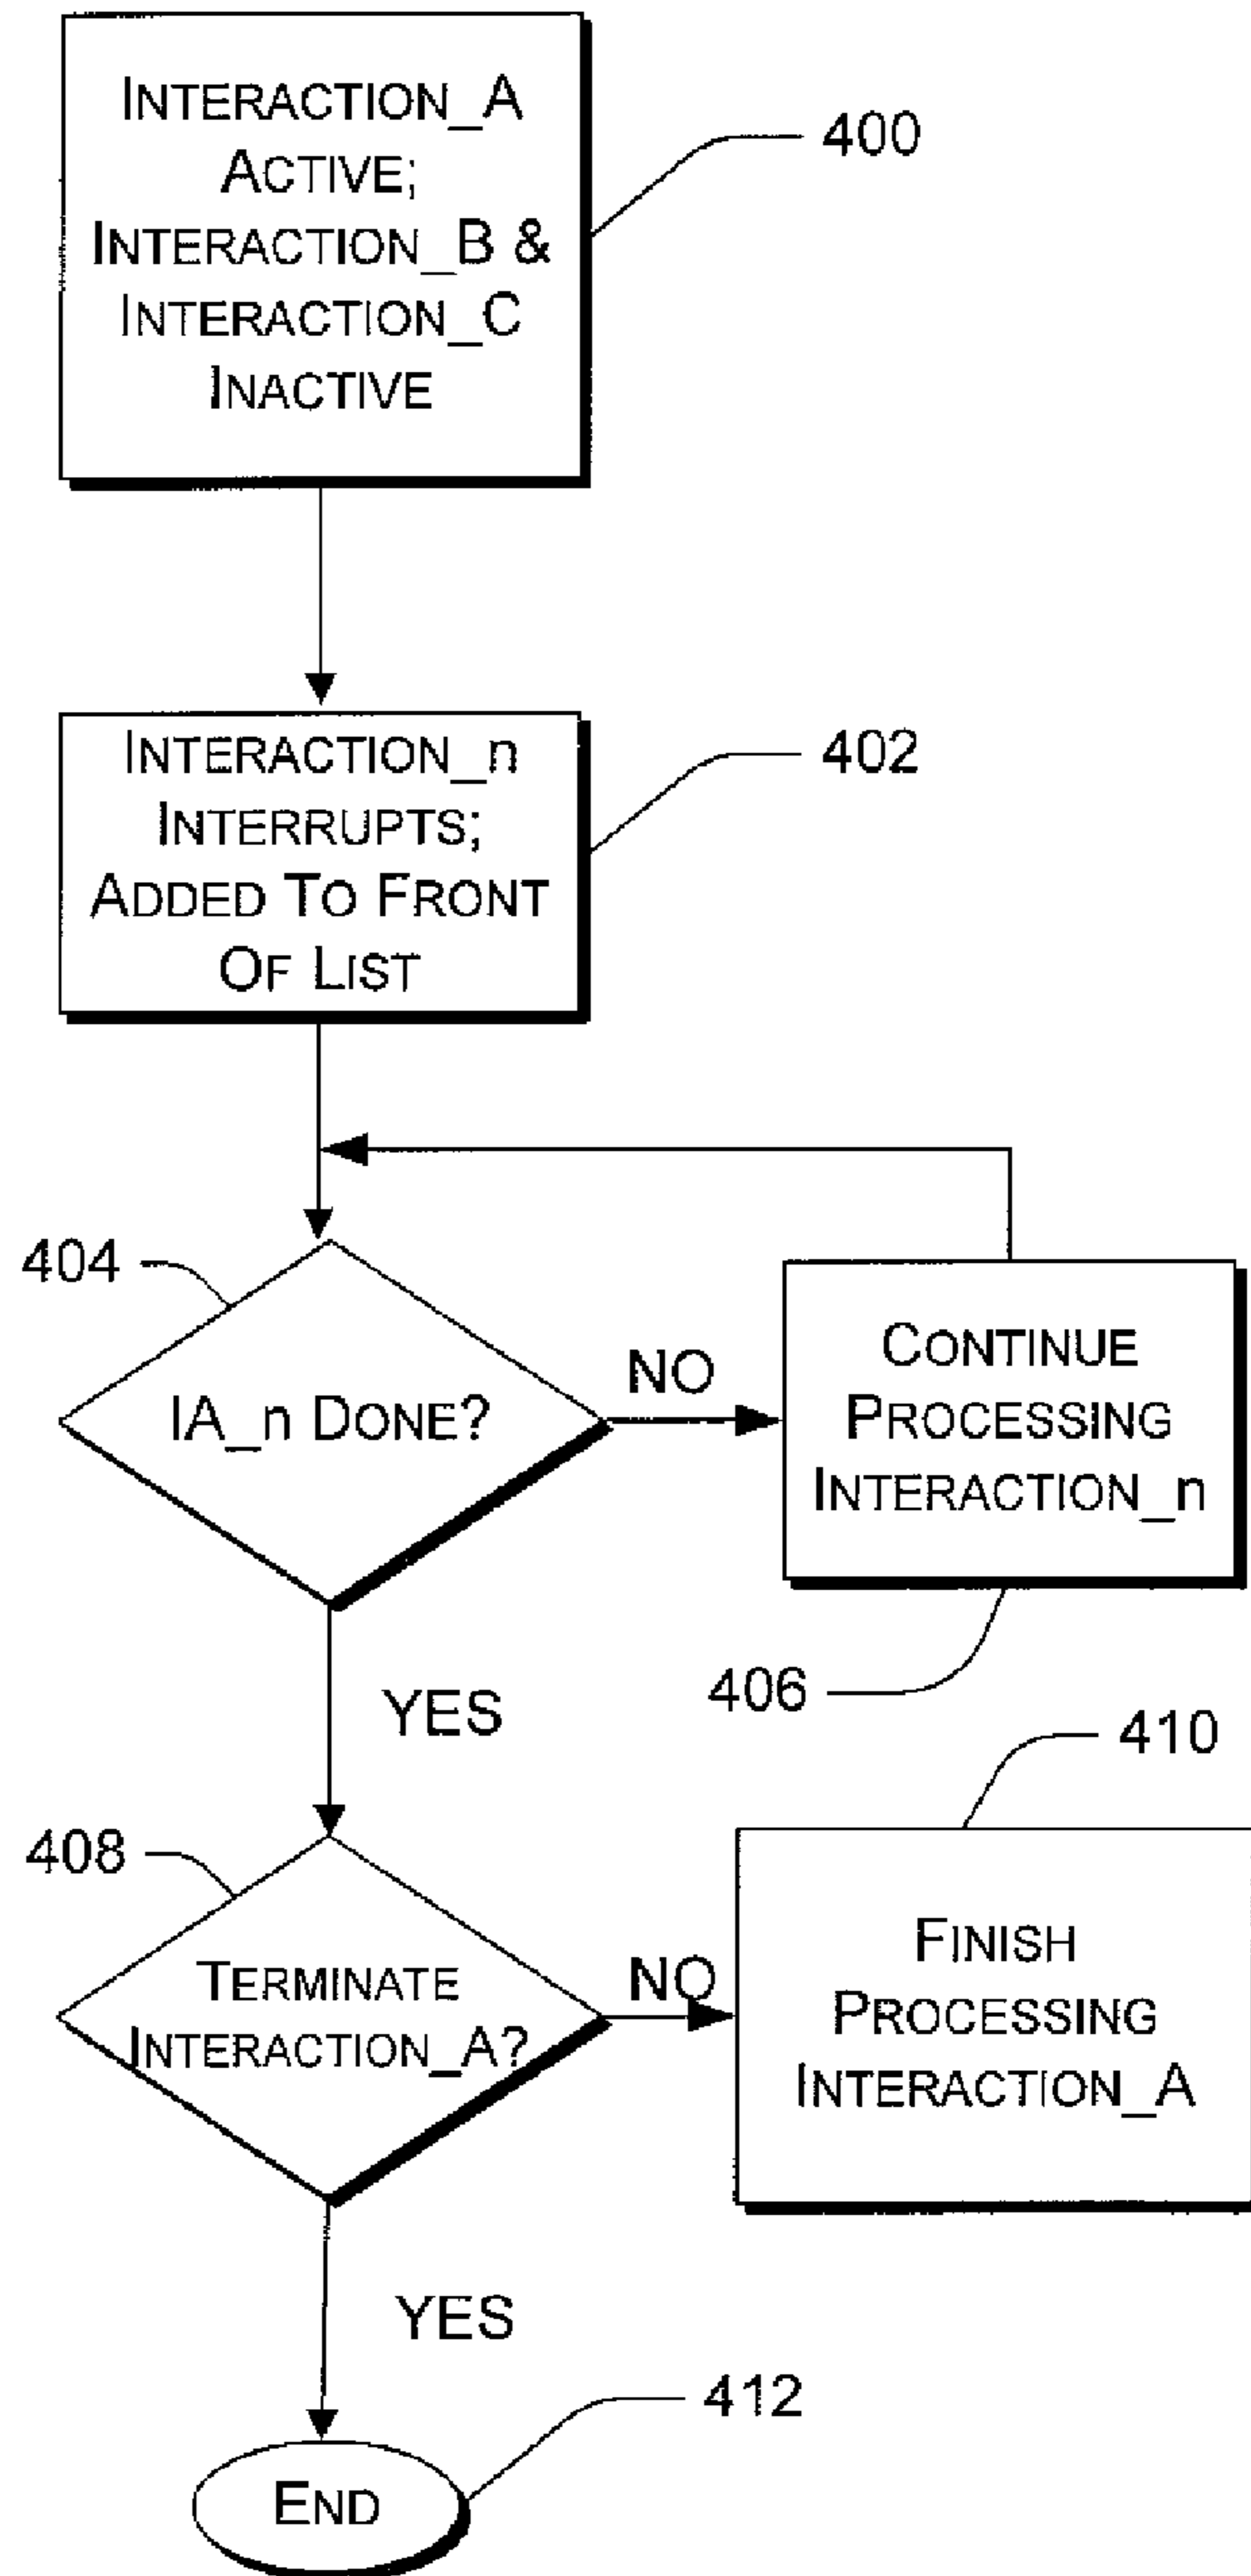 INTERACTION_A
ACTIVE;
INTERACTION_B &
INTERACTION_C
INACTIVE
400
INTERACTION_n
INTERRUPTS;
ADDED TO FRONT
OF LIST
402
404
IA_n DONE?
NO
CONTINUE
PROCESSING
INTERACTION_n
406
YES
410
408
TERMINATE
INTERACTION_A?
NO
FINISH
PROCESSING
INTERACTION_A
YES
412
END